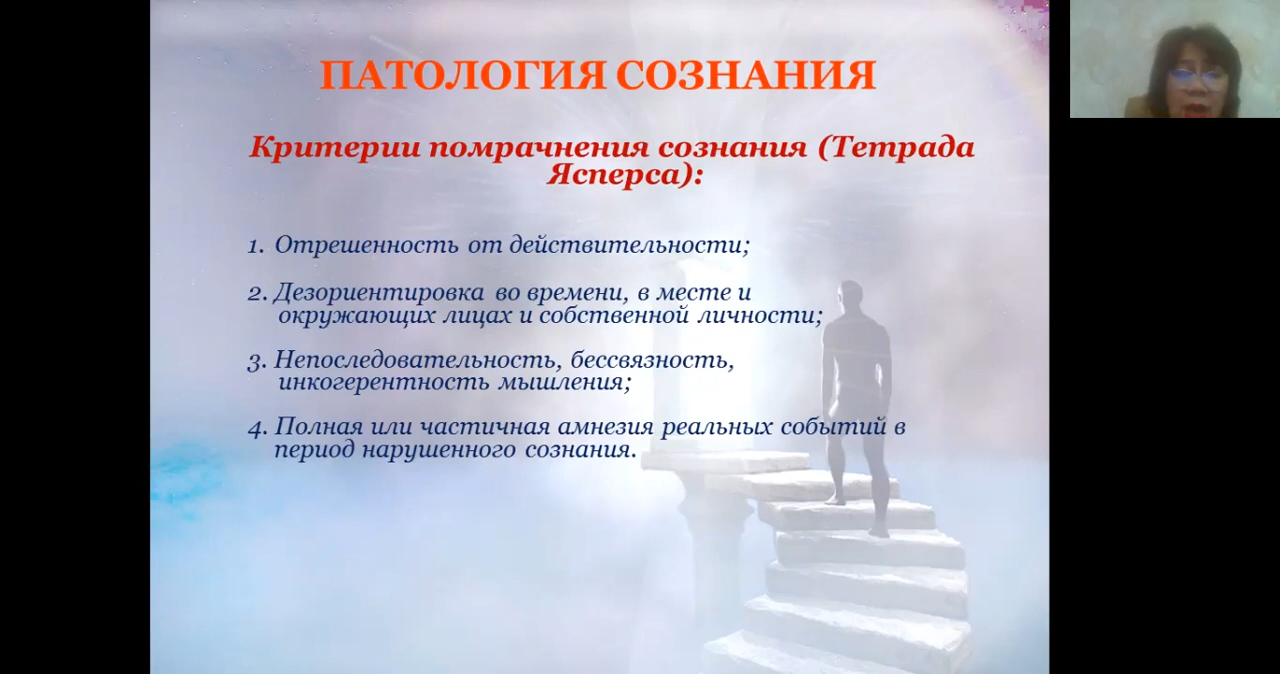 ПАТОЛОГИЯ СОЗНАНИЯ
Критерии помрачнения сознания (Тетрада
Ясперса):
1. Отрешенность от действительности;
2. Дезориентировка во времени, в месте и
окружающих лицах и собственной личности;
3. Непоследовательность, бессвязность,
инкогерентность мышления;
4. Полная или частичная амнезия реальных событий в
период нарушенного сознания.